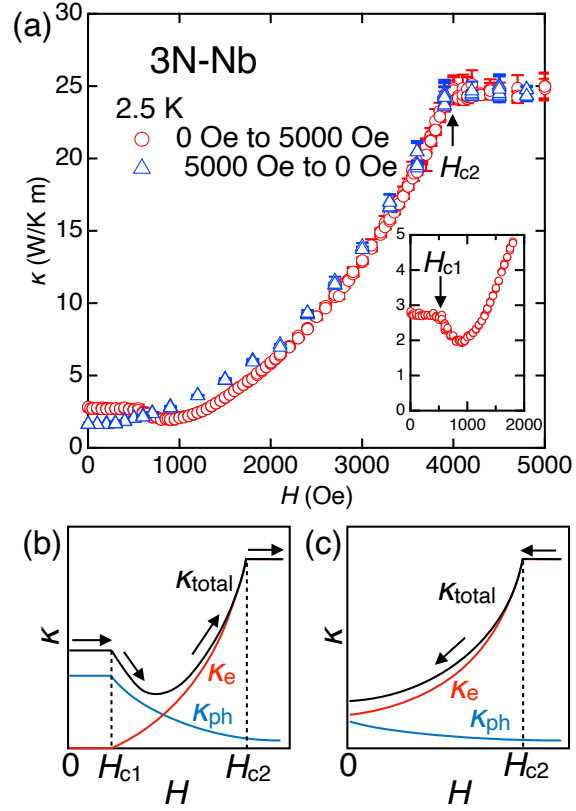 (a)
3N-Nb
2.5 K
0 Oe to 5000 Oe
5000 Oe to 0 Oe
Hc2
κ (W/K m)
30
25
20
15
10
5
0
Hc1
5
4
3
2
1
0
0 1000 2000
0 1000 2000 3000 4000 5000
H (Oe)
(b)
κtotal
κe
κph
κ
0 Hc1 Hc2
H
(c)
κtotal
κe
κph
κ
0 Hc2
H